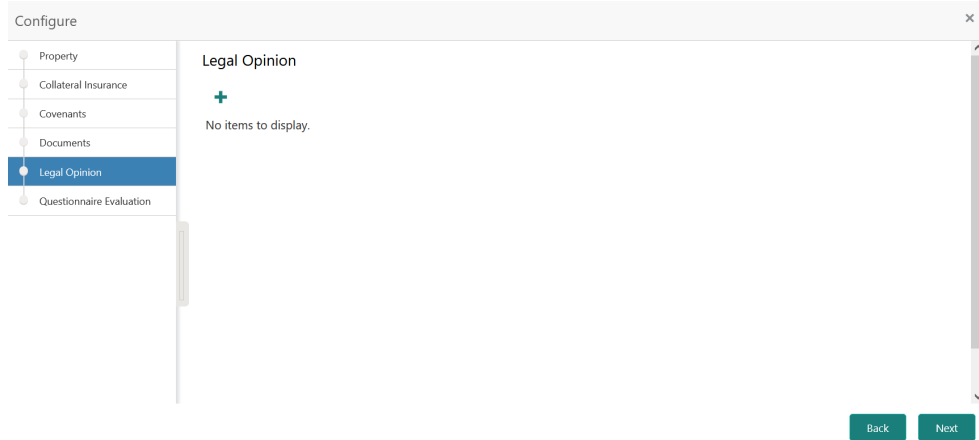 Configure
Property
Collateral Insurance
Covenants
Documents
Legal Opinion
Questionnaire Evaluation
Legal Opinion
No items to display.
Back
Next